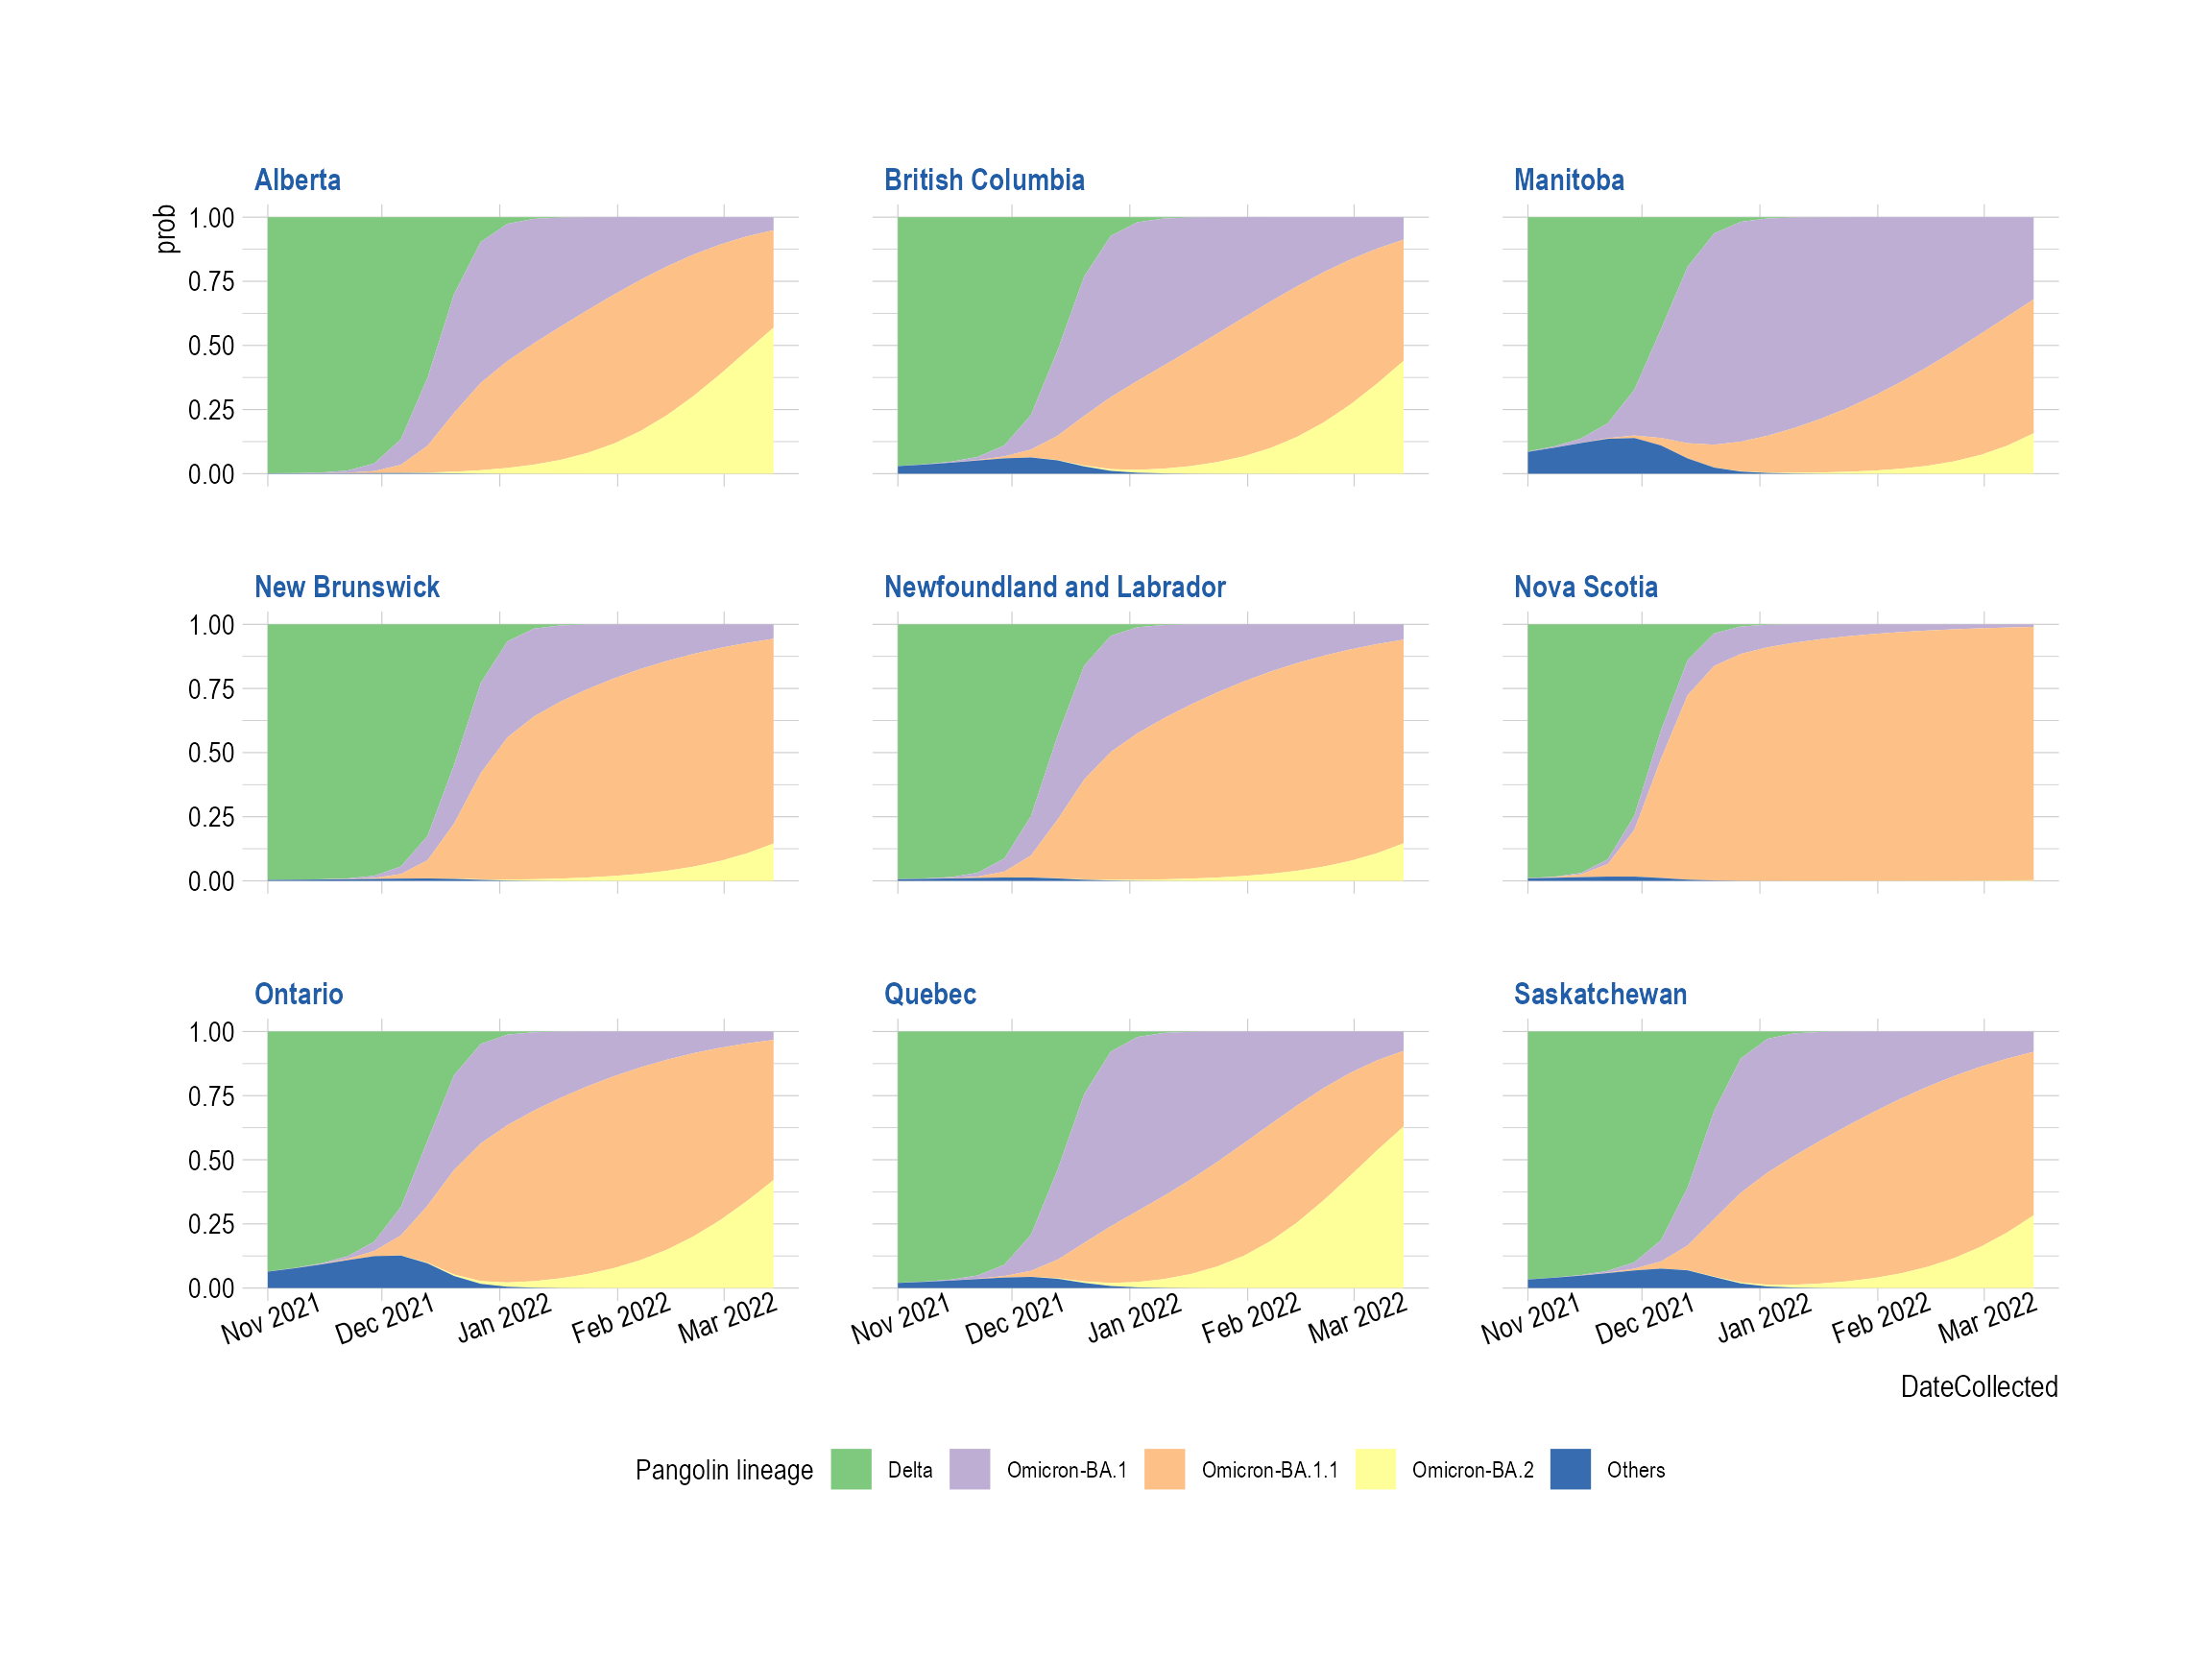 Alberta
British Columbia
Manitoba
prob
1.00
0.75
0.50
0.25
0.00
New Brunswick
Newfoundland and Labrador
Nova Scotia
1.00
0.75
0.50
0.25
0.00
Ontario
Quebec
Saskatchewan
1.00
0.75
0.50
0.25
0.00
Nov 2021 Dec 2021 Jan 2022 Feb 2022 Mar 2022
Nov 2021 Dec 2021 Jan 2022 Feb 2022 Mar 2022
Nov 2021 Dec 2021 Jan 2022 Feb 2022 Mar 2022
DateCollected
Pangolin lineage Delta Omicron-BA.1 Omicron-BA.1.1 Omicron-BA.2 Others